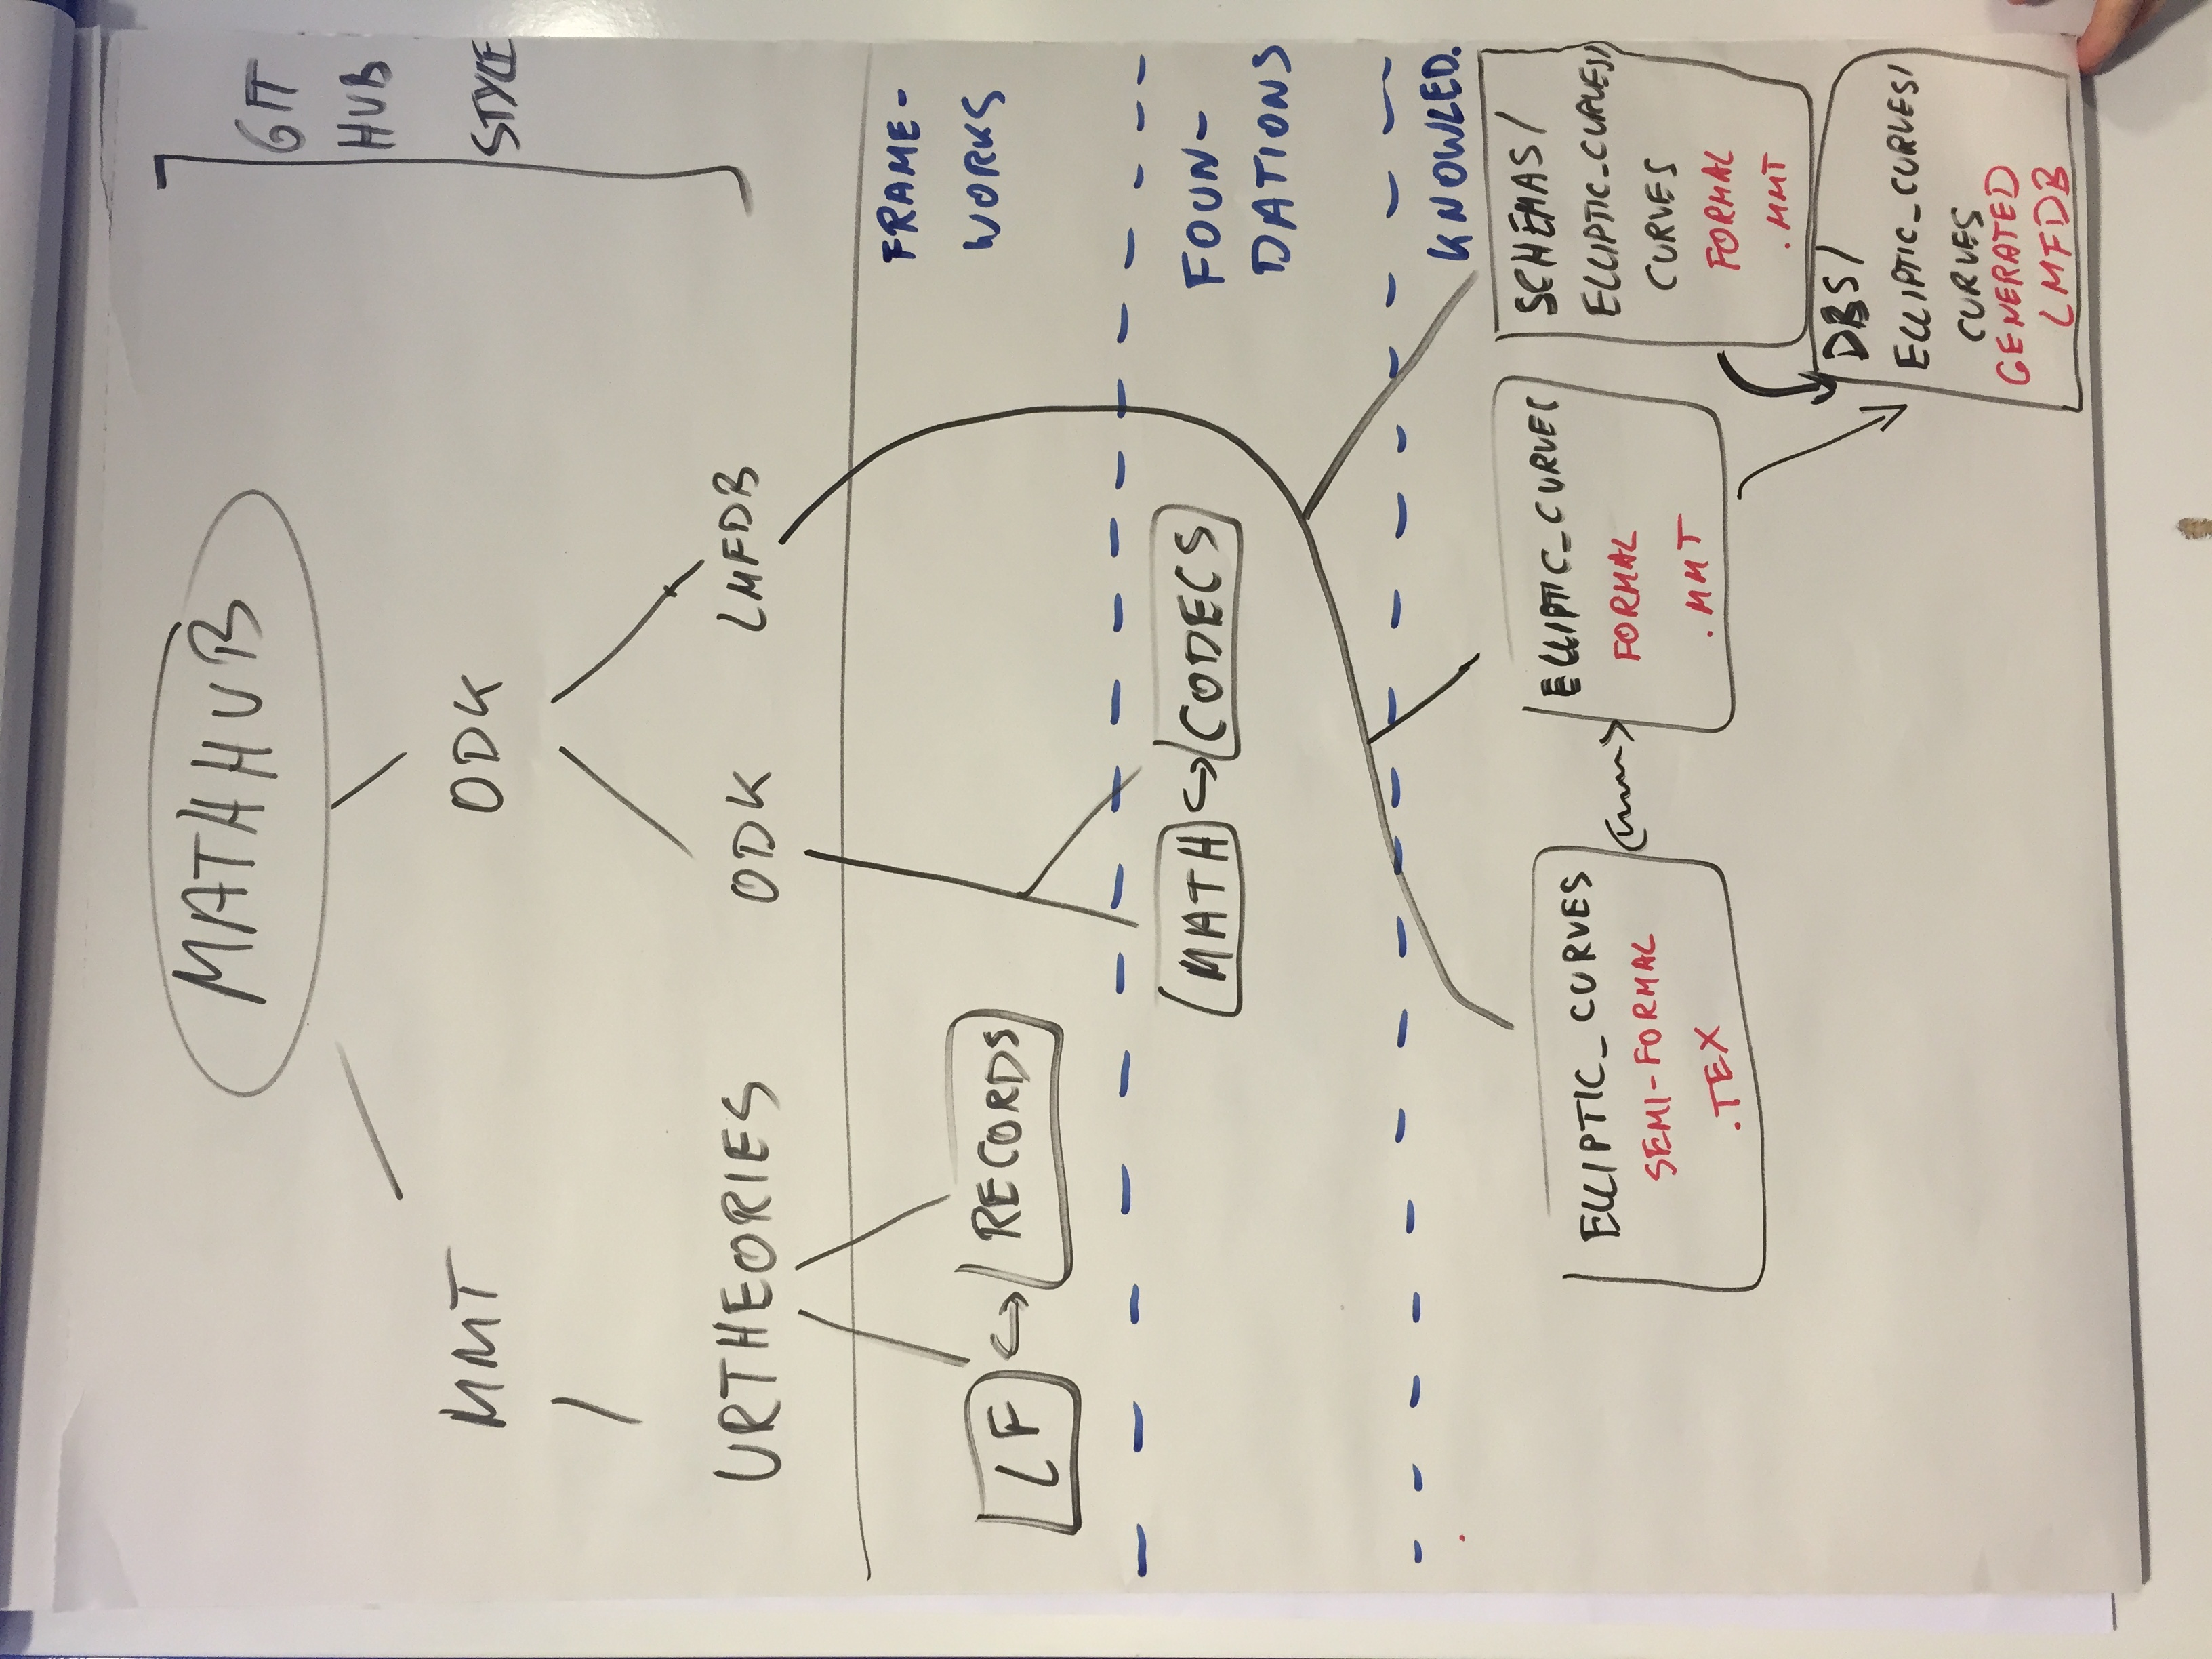 MATHHUB
GIT
HUB
STYLE
MMT
ODK
URTHEORIES
ODK
LMFDB
FRAME-
WORKS
LF
RECORDS
FOUN-
DATIONS
MATH
CODECS
KNOWLED.
ELLIPTIC_CURVES
SEMI-FORMAL
.TEX
ELLIPTIC_CURVES
FORMAL
.MMT
SCHEMAS/
ELLIPTIC_CURVES/
CURVES
FORMAL
.MMT
DBS/
ELLIPTIC_CURVES/
CURVES
GENERATED
LMFDB